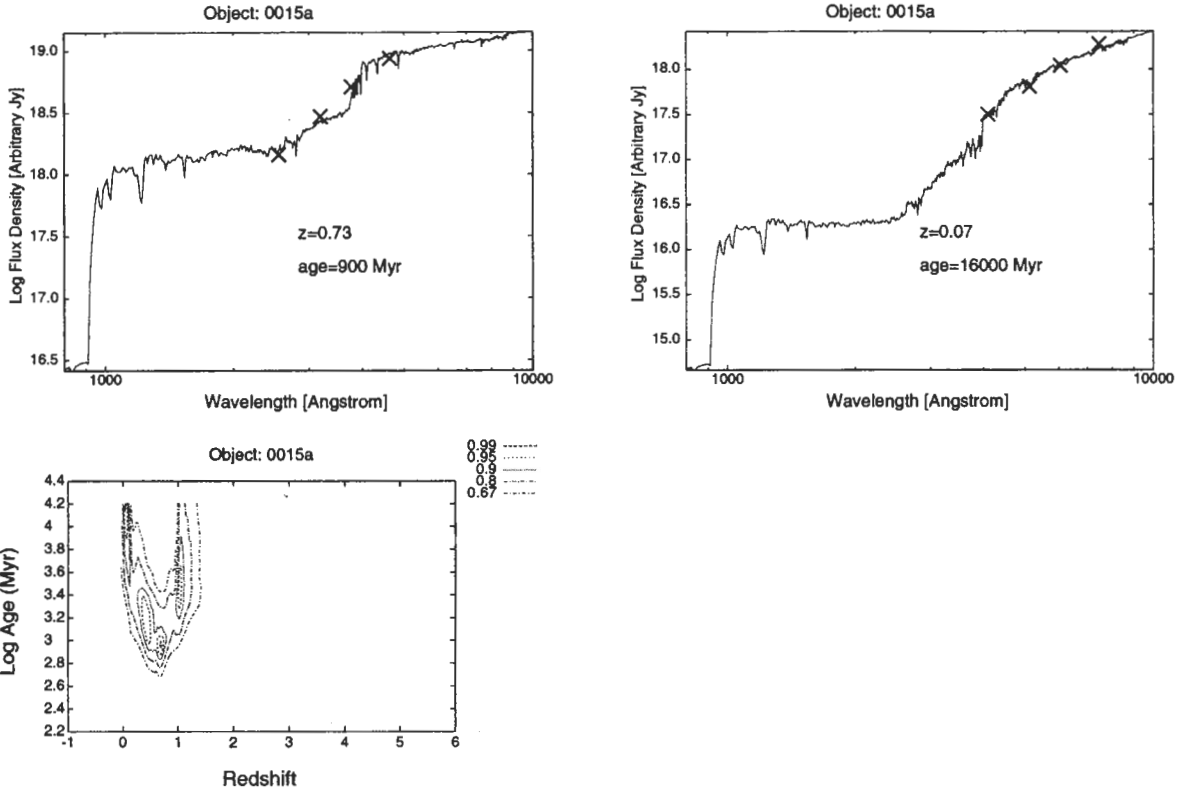 Object: 0015a
Log Flux Density [Arbitrary Jy]
19.0
18.5
18.0
17.5
17.0
16.5
z=0.73
age=900 Myr
1000
10000
Wavelength [Angstrom]
Object: 0015a
Log Flux Density [Arbitrary Jy]
18.0
17.5
17.0
16.5
16.0
15.5
15.0
z=0.07
age=16000 Myr
1000
10000
Wavelength [Angstrom]
Object: 0015a
0.99
0.95
0.9
0.8
0.67
Log Age (Myr)
4.4
4.2
4
3.8
3.6
3.4
3.2
3
2.8
2.6
2.4
2.2
-1 0 1 2 3 4 5 6
Redshift